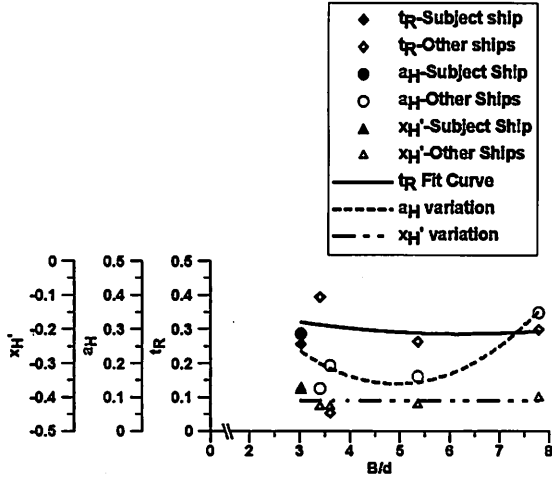 tR-Subject ship
tR-Other ships
aH-Subject Ship
aH-Other Ships
xH'-Subject Ship
xH'-Other Ships
tR Fit Curve
aH variation
xH' variation
0 0.5 0.5
-0.1 0.4 0.4
-0.2 0.3 0.3
-0.3 0.2 0.2
-0.4 0.1 0.1
-0.5 0 0
xH' aH tR
0 2 3 4 5 6 7 8
B/d